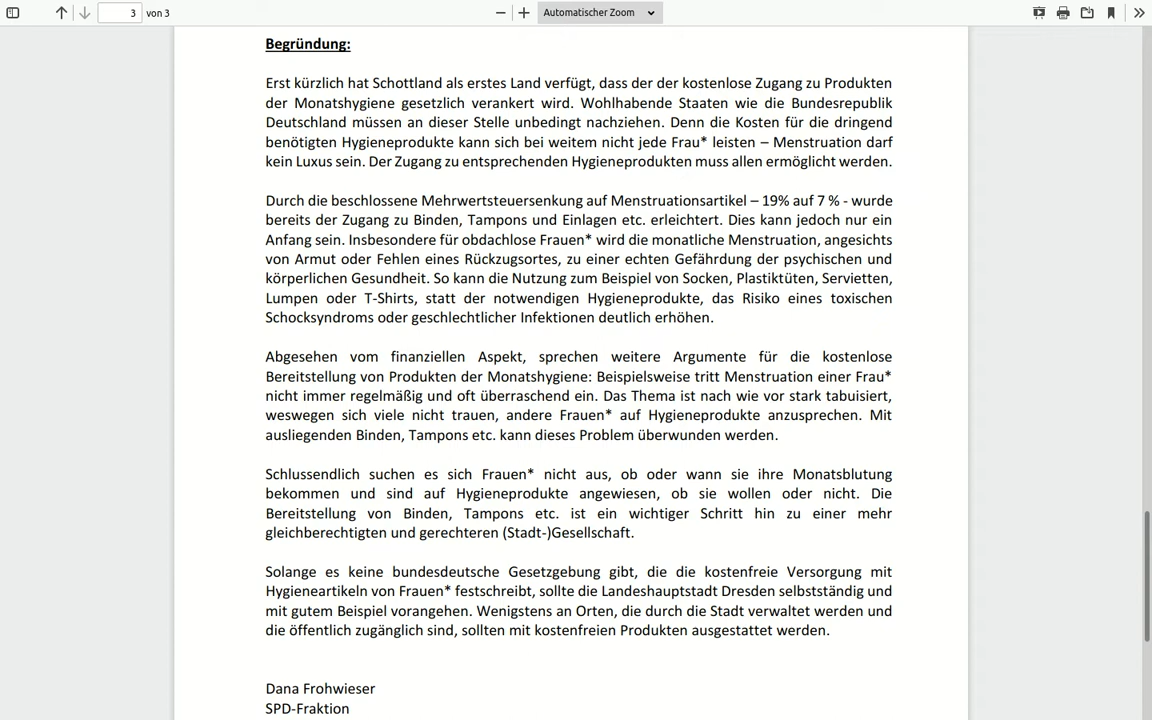 3 von 3 Automatischer Zoom
Begründung:
Erst kürzlich hat Schottland als erstes Land verfügt, dass der der kostenlose Zugang zu Produkten
der Monatshygiene gesetzlich verankert wird. Wohlhabende Staaten wie die Bundesrepublik
Deutschland müssen an dieser Stelle unbedingt nachziehen. Denn die Kosten für die dringend
benötigten Hygieneprodukte kann sich bei weitem nicht jede Frau* leisten – Menstruation darf
kein Luxus sein. Der Zugang zu entsprechenden Hygieneprodukten muss allen ermöglicht werden.
Durch die beschlossene Mehrwertsteuersenkung auf Menstruationsartikel – 19% auf 7 % - wurde
bereits der Zugang zu Binden, Tampons und Einlagen etc. erleichtert. Dies kann jedoch nur ein
Anfang sein. Insbesondere für obdachlose Frauen* wird die monatliche Menstruation, angesichts
von Armut oder Fehlen eines Rückzugsortes, zu einer echten Gefährdung der psychischen und
körperlichen Gesundheit. So kann die Nutzung zum Beispiel von Socken, Plastiktüten, Servietten,
Lumpen oder T-Shirts, statt der notwendigen Hygieneprodukte, das Risiko eines toxischen
Schocksyndroms oder geschlechtlicher Infektionen deutlich erhöhen.
Abgesehen vom finanziellen Aspekt, sprechen weitere Argumente für die kostenlose
Bereitstellung von Produkten der Monatshygiene: Beispielsweise tritt Menstruation einer Frau*
nicht immer regelmäßig und oft überraschend ein. Das Thema ist nach wie vor stark tabuisiert,
weswegen sich viele nicht trauen, andere Frauen* auf Hygieneprodukte anzusprechen. Mit
ausliegenden Binden, Tampons etc. kann dieses Problem überwunden werden.
Schlussendlich suchen es sich Frauen* nicht aus, ob oder wann sie ihre Monatsblutung
bekommen und sind auf Hygieneprodukte angewiesen, ob sie wollen oder nicht. Die
Bereitstellung von Binden, Tampons etc. ist ein wichtiger Schritt hin zu einer mehr
gleichberechtigten und gerechteren (Stadt-)Gesellschaft.
Solange es keine bundesdeutsche Gesetzgebung gibt, die die kostenfreie Versorgung mit
Hygieneartikeln von Frauen* festschreibt, sollte die Landeshauptstadt Dresden selbstständig und
mit gutem Beispiel vorangehen. Wenigstens an Orten, die durch die Stadt verwaltet werden und
die öffentlich zugänglich sind, sollten mit kostenfreien Produkten ausgestattet werden.
Dana Frohwieser
SPD-Fraktion